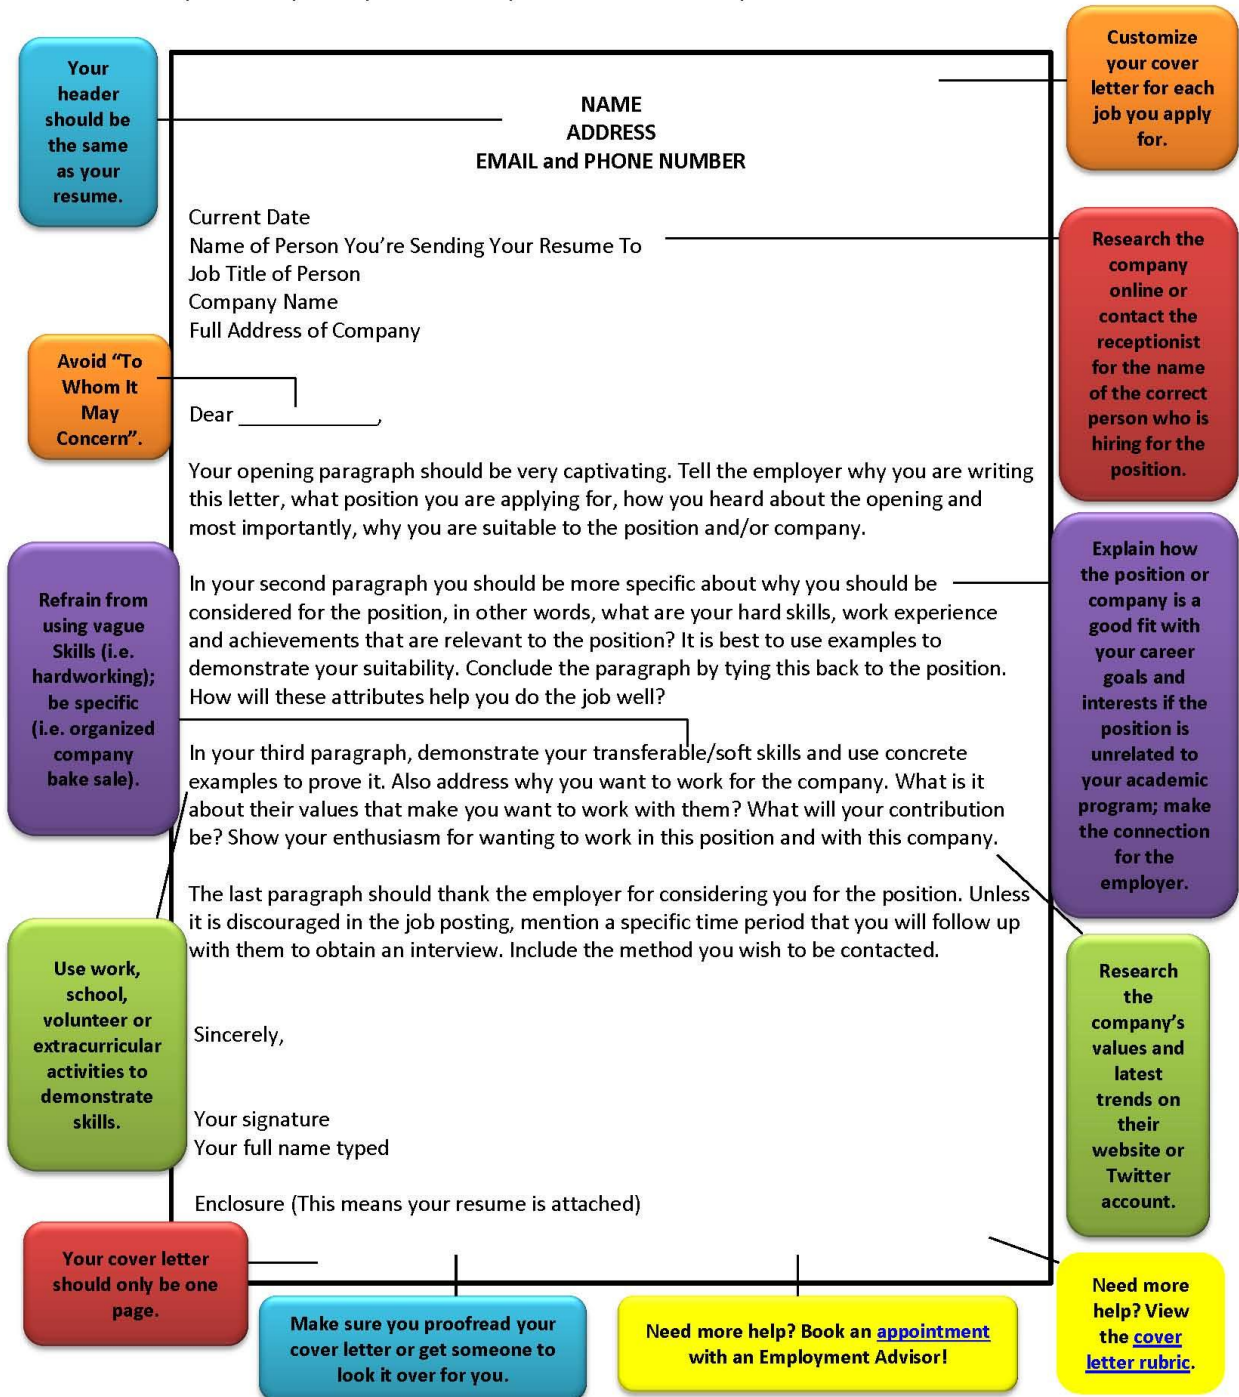 Customize
your cover
letter for each
job you apply
for.
Your
header
should be
the same
as your
resume.
NAME
ADDRESS
EMAIL and PHONE NUMBER
Current Date
Name of Person You're Sending Your Resume To
Job Title of Person
Company Name
Full Address of Company
Research the
company
online or
contact the
receptionist
for the name
of the correct
person who is
hiring for the
position.
Avoid "To
Whom It
May
Concern".
Dear ____________,
Your opening paragraph should be very captivating. Tell the employer why you are writing
this letter, what position you are applying for, how you heard about the opening and
most importantly, why you are suitable to the position and/or company.
Refrain from
using vague
Skills (i.e.
hardworking);
be specific
(i.e. organized
company
bake sale).
In your second paragraph you should be more specific about why you should be
considered for the position, in other words, what are your hard skills, work experience
and achievements that are relevant to the position? It is best to use examples to
demonstrate your suitability. Conclude the paragraph by tying this back to the position.
How will these attributes help you do the job well?
Explain how
the position or
company is a
good fit with
your career
goals and
interests if the
position is
unrelated to
your academic
program; make
the connection
for the
employer.
In your third paragraph, demonstrate your transferable/soft skills and use concrete
examples to prove it. Also address why you want to work for the company. What is it
about their values that make you want to work with them? What will your contribution
be? Show your enthusiasm for wanting to work in this position and with this company.
The last paragraph should thank the employer for considering you for the position. Unless
it is discouraged in the job posting, mention a specific time period that you will follow up
with them to obtain an interview. Include the method you wish to be contacted.
Use work,
school,
volunteer or
extracurricular
activities to
demonstrate
skills.
Research
the
company's
values and
latest
trends on
their
website or
Twitter
account.
Sincerely,
Your signature
Your full name typed
Enclosure (This means your resume is attached)
Your cover letter
should only be one
page.
Make sure you proofread your
cover letter or get someone to
look it over for you.
Need more help? Book an appointment
with an Employment Advisor!
Need more
help? View
the cover
letter rubric.